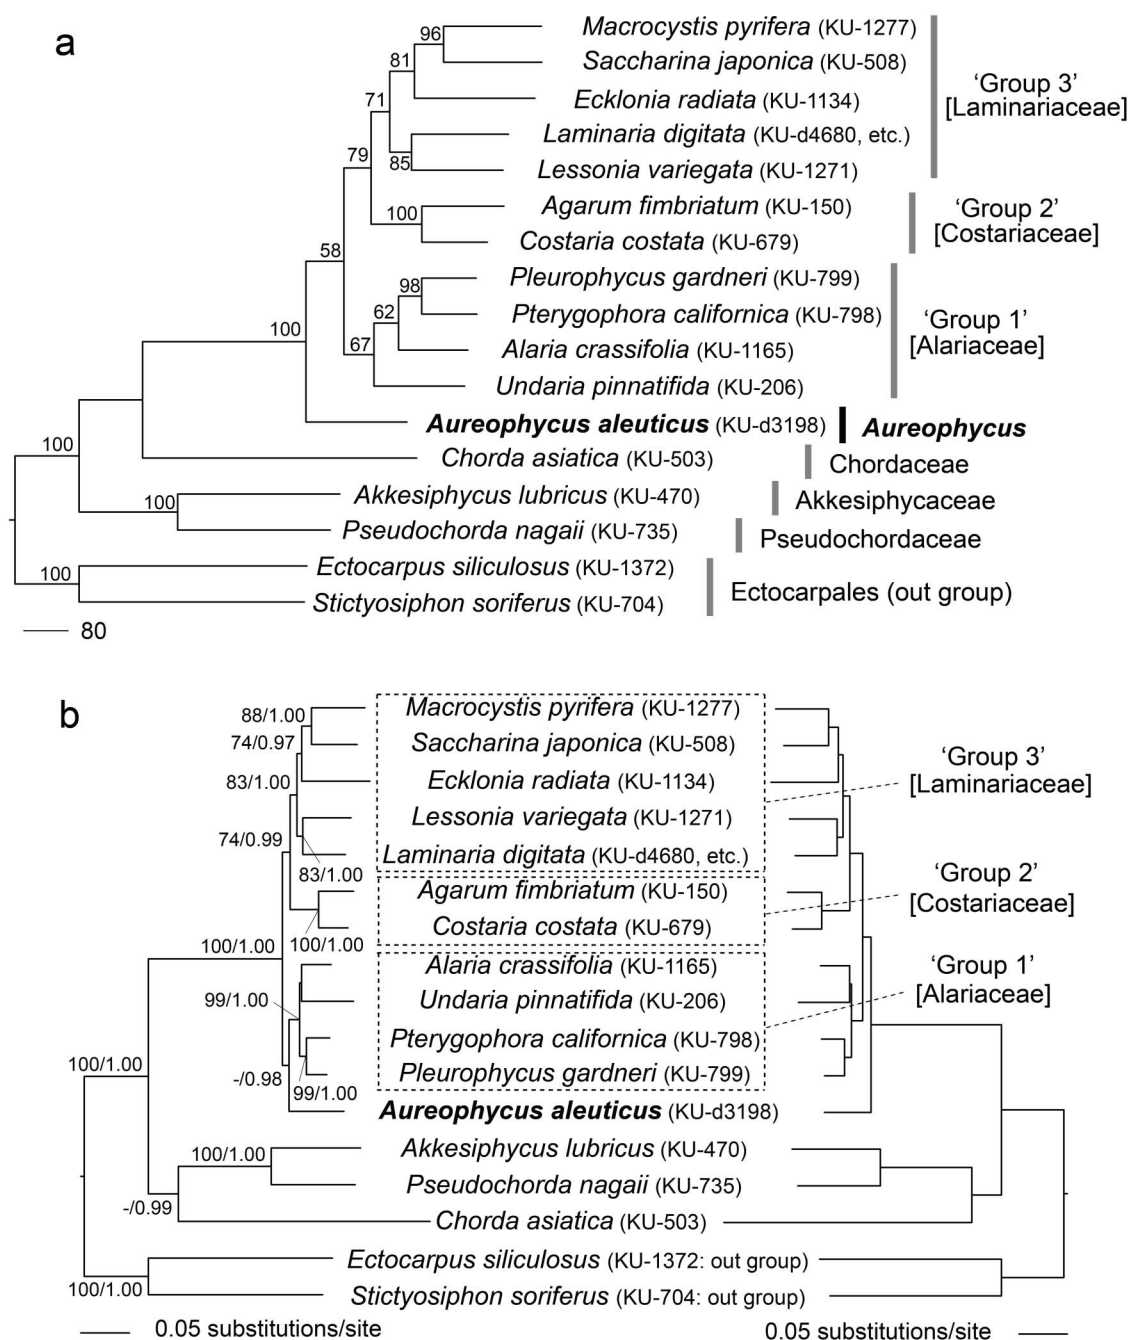 a
96
Macrocystis pyrifera (KU-1277)
81
Saccharina japonica (KU-508)
71
Ecklonia radiata (KU-1134)
Laminaria digitata (KU-d4680, etc.)
79
85
Lessonia variegata (KU-1271)
'Group 3'
[Laminariaceae]
100
Agarum fimbriatum (KU-150)
Costaria costata (KU-679)
'Group 2'
[Costariaceae]
58
98
Pleurophycus gardneri (KU-799)
62
Pterygophora californica (KU-798)
67
Alaria crassifolia (KU-1165)
Undaria pinnatifida (KU-206)
'Group 1'
[Alariaceae]
100
Aureophycus aleuticus (KU-d3198)
Aureophycus
100
Chorda asiatica (KU-503)
Chordaceae
100
Akkesiphycus lubricus (KU-470)
Akkesiphycaceae
Pseudochorda nagaii (KU-735)
Pseudochordaceae
100
Ectocarpus siliculosus (KU-1372)
Stictyosiphon soriferus (KU-704)
Ectocarpales (out group)
80
b
88/1.00
Macrocystis pyrifera (KU-1277)
74/0.97
Saccharina japonica (KU-508)
83/1.00
Ecklonia radiata (KU-1134)
Lessonia variegata (KU-1271)
74/0.99
83/1.00
Laminaria digitata (KU-d4680, etc.)
'Group 3'
[Laminariaceae]
Agarum fimbriatum (KU-150)
Costaria costata (KU-679)
'Group 2'
[Costariaceae]
100/1.00
100/1.00
Alaria crassifolia (KU-1165)
99/1.00
Undaria pinnatifida (KU-206)
Pterygophora californica (KU-798)
-/0.98
99/1.00
Pleurophycus gardneri (KU-799)
'Group 1'
[Alariaceae]
100/1.00
Aureophycus aleuticus (KU-d3198)
100/1.00
Akkesiphycus lubricus (KU-470)
Pseudochorda nagaii (KU-735)
-/0.99
Chorda asiatica (KU-503)
Ectocarpus siliculosus (KU-1372: out group)
100/1.00
Stictyosiphon soriferus (KU-704: out group)
0.05 substitutions/site
0.05 substitutions/site